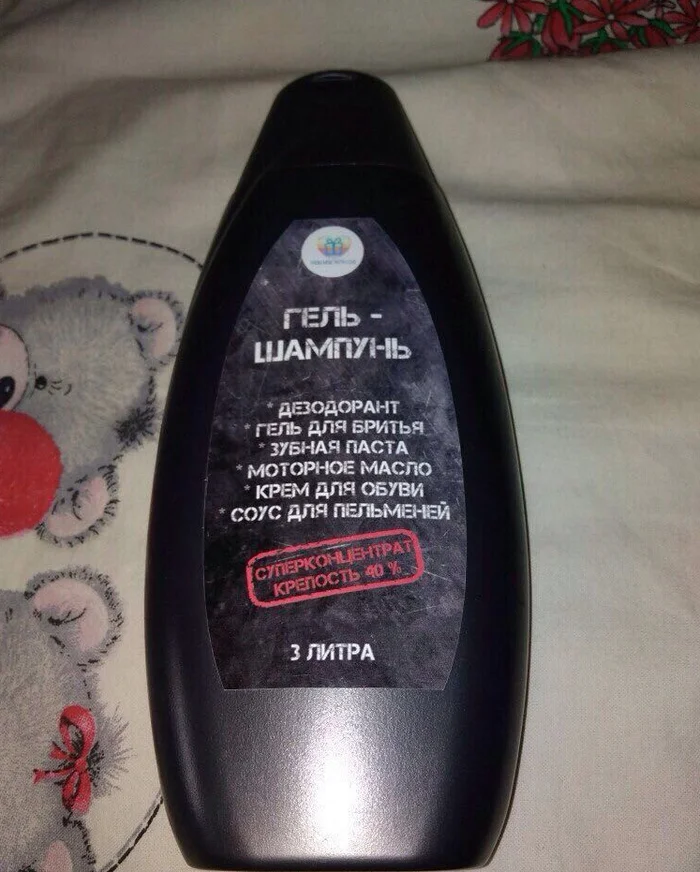 ГЕЛЬ -
ШАМПУНЬ
* ДЕЗОДОРАНТ
* ГЕЛЬ ДЛЯ БРИТЬЯ
* ЗУБНАЯ ПАСТА
* МОТОРНОЕ МАСЛО
* КРЕМ ДЛЯ ОБУВИ
* СОУС ДЛЯ ПЕЛЬМЕНЕЙ
СУПЕРКОНЦЕНТРАТ
КРЕПОСТЬ 40 %
3 ЛИТРА